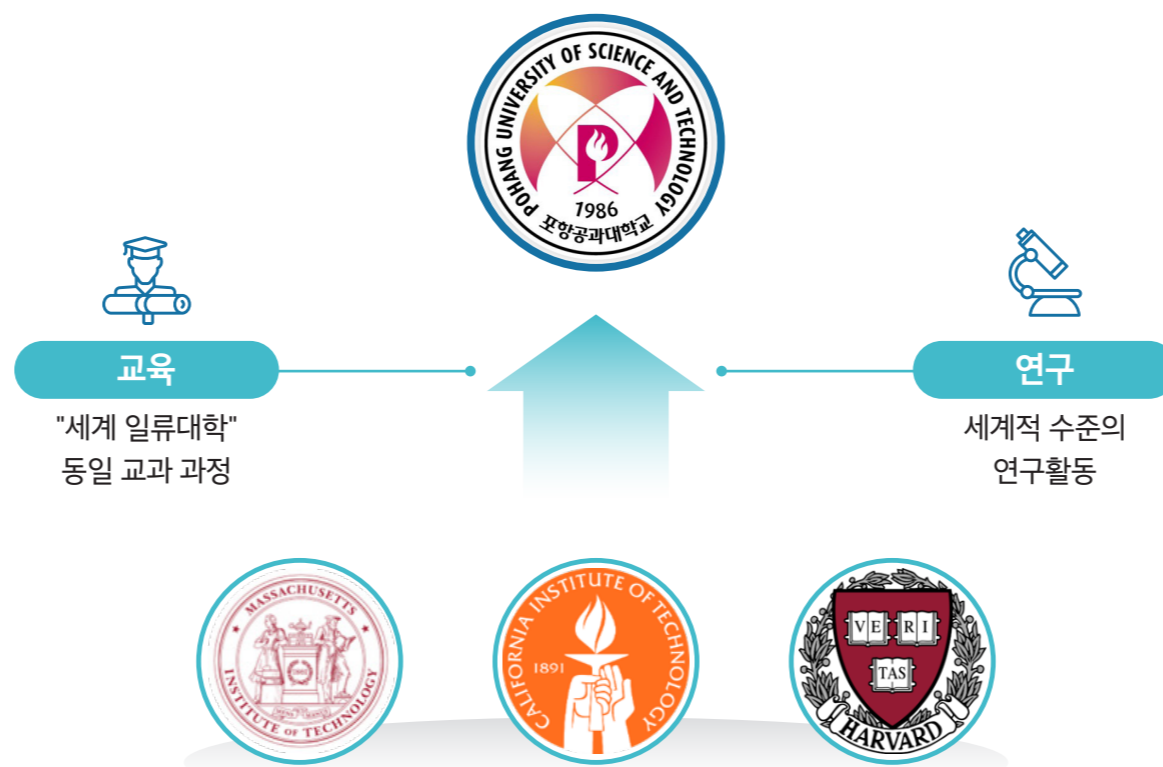 POHANG UNIVERSITY OF SCIENCE AND TECHNOLOGY
P
1986
포항공과대학교
교육
"세계 일류대학"
동일 교과 과정
연구
세계적 수준의
연구활동
MASSACHUSETTS
INSTITUTE OF TECHNOLOGY
CALIFORNIA INSTITUTE OF TECHNOLOGY
1891
VE RI
TAS
HARVARD